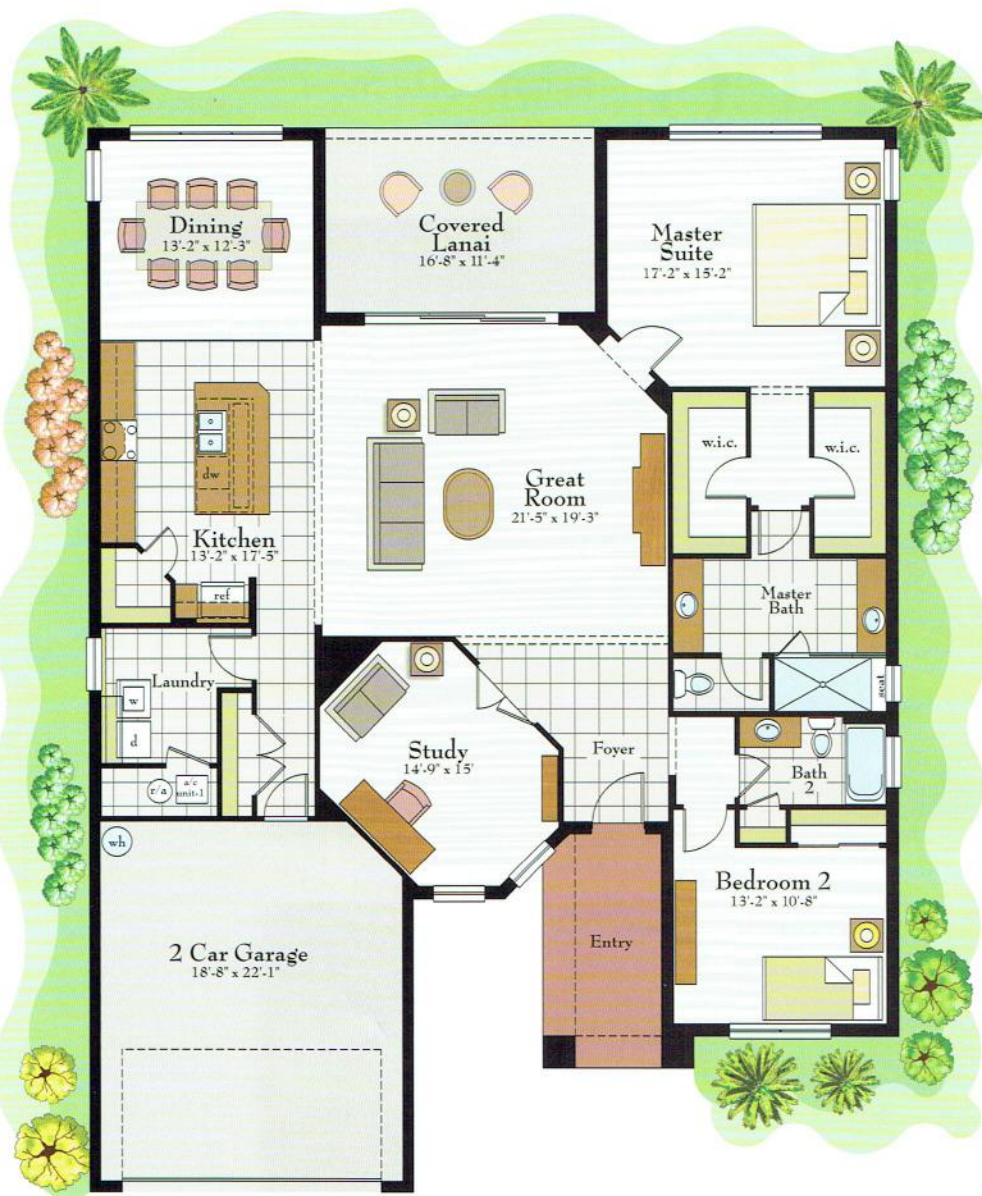 Dining
13'-2" x 12'-3"
Covered
Lanai
16'-8" x 11'-4"
Master
Suite
17'-2" x 15'-2"
w.i.c.
w.i.c.
dw
Great
Room
21'-5" x 19'-3"
Kitchen
13'-2" x 17'-5"
ref
Master
Bath
Laundry
w
d
seat
Study
14'-9" x 15'
Foyer
Bath
2
r/a
a/c
unit-1
wh
Bedroom 2
13'-2" x 10'-8"
Entry
2 Car Garage
18'-8" x 22'-1"